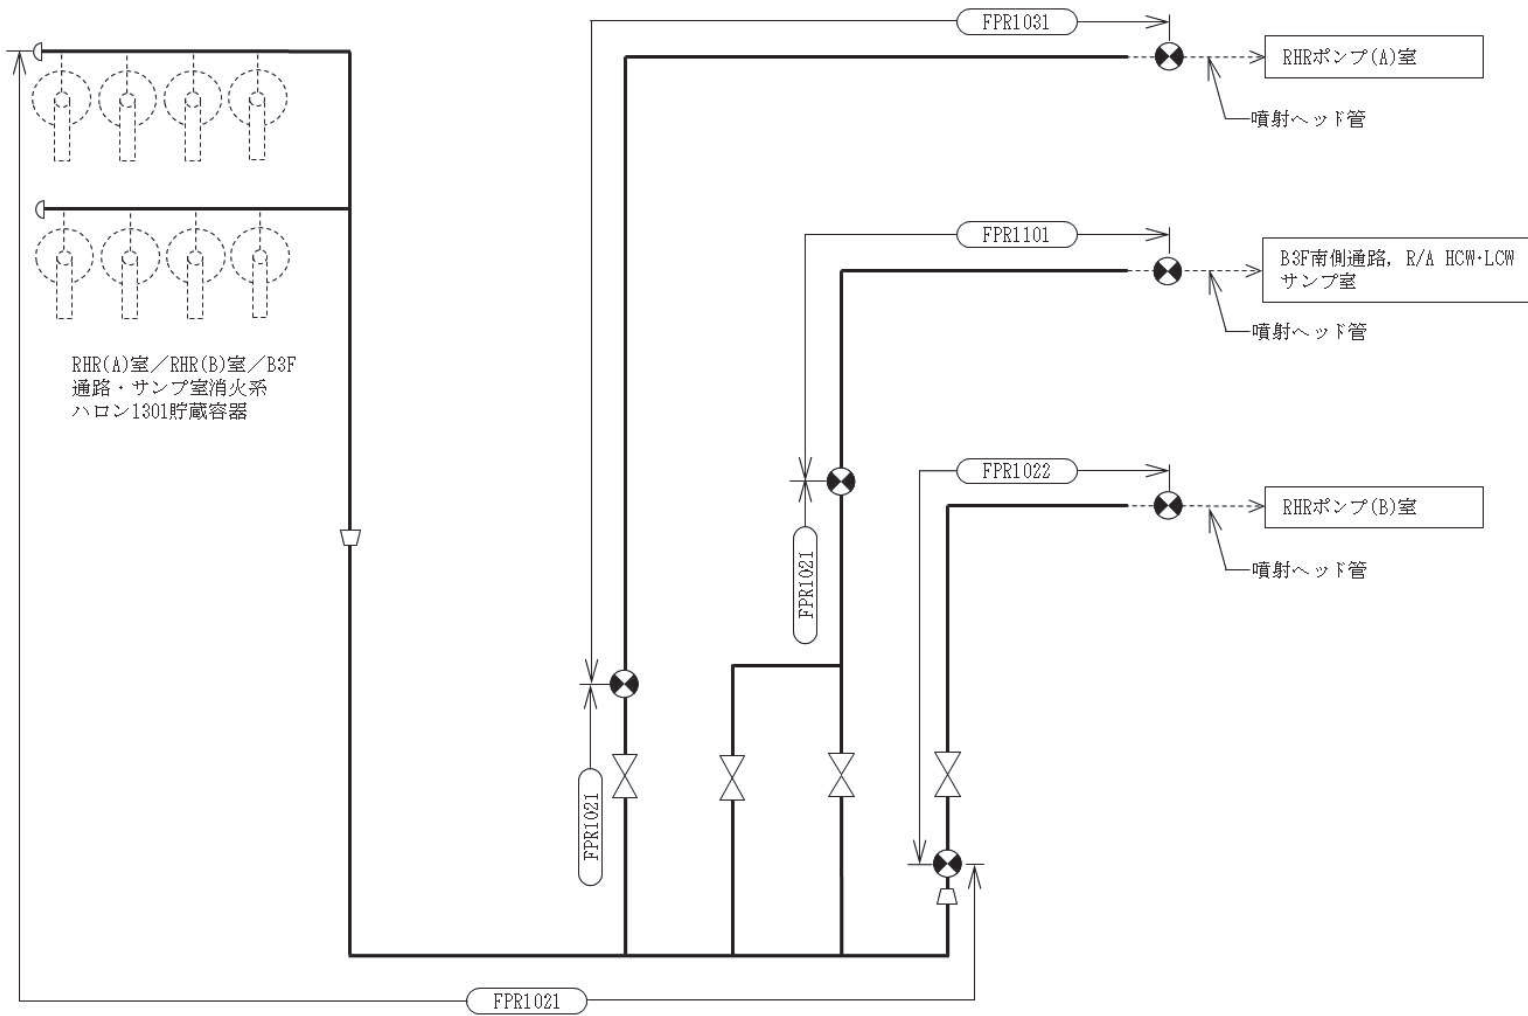 FPR1031
RHRポンプ(A)室
噴射ヘッド管
FPR1101
B3F南側通路, R/A HCW・LCW
サンプ室
噴射ヘッド管
RHR(A)室／RHR(B)室／B3F
通路・サンプ室消火系
ハロン1301貯蔵容器
FPR1022
RHRポンプ(B)室
噴射ヘッド管
FPR1021
FPR1021
FPR1021